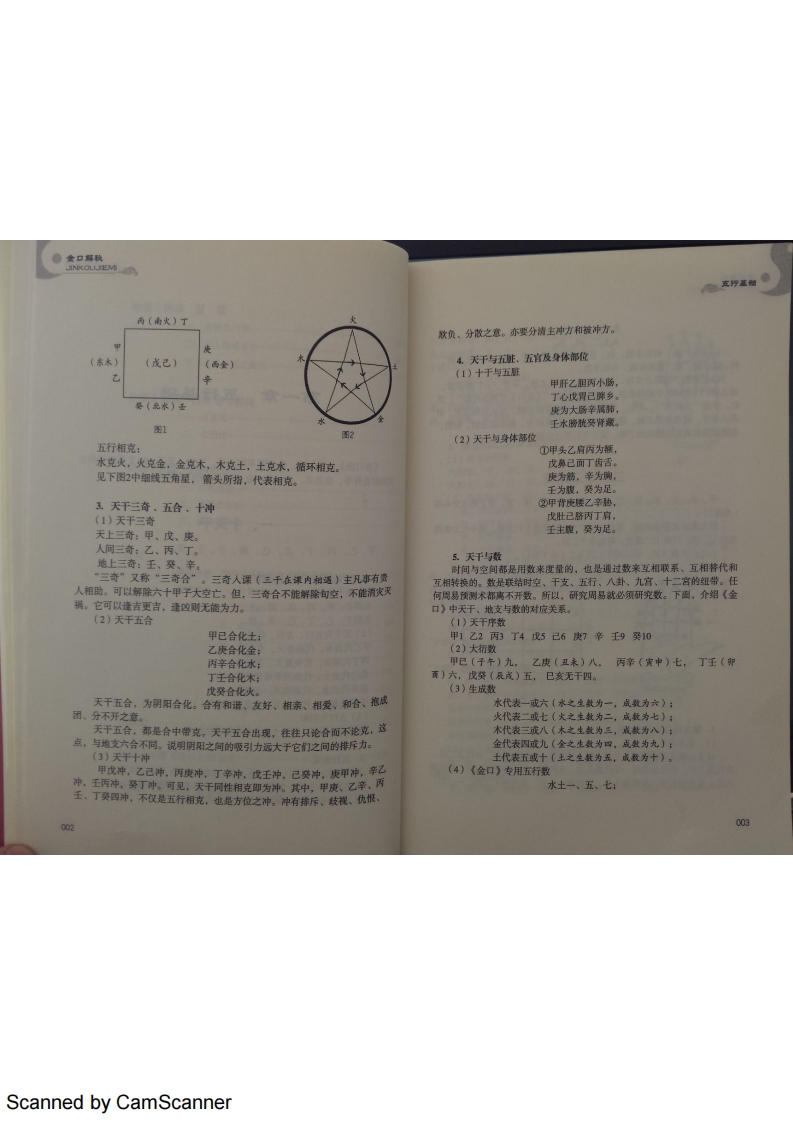 金口解秘
JINKOUJIEMI
丙（南火）丁
甲
（东木）
乙
（戊己）
庚
（西金）
辛
癸（北水）壬
图1
火
木
土
水
金
图2
五行相克：
水克火，火克金，金克木，木克土，土克水，循环相克。
见下图2中细线五角星，箭头所指，代表相克。
3. 天干三奇、五合、十冲
（1）天干三奇
天上三奇：甲、戊、庚。
人间三奇：乙、丙、丁。
地上三奇：壬、癸、辛。
“三奇”又称“三奇合”。三奇人课（三干在课内相遇）主凡事有贵
人相助。可以解除六十甲子大空亡。但，三奇合不能解除旬空，不能消灾灭
祸。它可以逢吉更吉，逢凶则无能为力。
（2）天干五合
甲己合化土；
乙庚合化金；
丙辛合化水；
丁壬合化木；
戊癸合化火。
天干五合，为阴阳合化。合有和谐、友好、相亲、相爱、和合、抱成
团、分不开之意。
天干五合，都是合中带克。天干五合出现，往往只论合而不论克，这
点，与地支六合不同。说明阴阳之间的吸引力远大于它们之间的排斥力。
（3）天干十冲
甲戊冲，乙己冲，丙庚冲，丁辛冲，戊壬冲，己癸冲，庚甲冲，辛乙
冲，壬丙冲，癸丁冲。可见，天干同性相克即为冲。其中，甲庚、乙辛、丙
壬、丁癸四冲，不仅是五行相克，也是方位之冲。冲有排斥、歧视、仇恨、
002
五行基础
欺负、分散之意。亦要分清主冲方和被冲方。
4. 天干与五脏、五官及身体部位
（1）十干与五脏
甲肝乙胆丙小肠，
丁心戊胃己脾乡。
庚为大肠辛属肺，
壬水膀胱癸肾藏。
（2）天干与身体部位
①甲头乙肩丙为额，
戊鼻己面丁齿舌。
庚为筋，辛为胸，
壬为腹，癸为足。
②甲背庚腰乙辛胁，
戊肚己脐丙丁肩，
壬主腹，癸为足。
5. 天干与数
时间与空间都是用数来度量的，也是通过数来互相联系、互相替代和
互相转换的。数是联结时空、干支、五行、八卦、九宫、十二宫的纽带。任
何周易预测术都离不开数。所以，研究周易就必须研究数。下面，介绍《金
口》中天干、地支与数的对应关系。
（1）天干序数
甲1 乙2 丙3 丁4 戊5 己6 庚7 辛 壬9 癸10
（2）大衍数
甲已（子午）九， 乙庚（丑未）八， 丙辛（寅申）七， 丁壬（卯
酉）六，戊癸（辰戌）五， 巳亥无干四。
（3）生成数
水代表一或六（水之生数为一，成数为六）；
火代表二或七（火之生数为二，成数为七）；
木代表三或八（木之生数为三，成数为八）；
金代表四或九（金之生数为四，成数为九）；
土代表五或十（土之生数为五，成数为十）。
（4）《金口》专用五行数
水土一、五、七；
003
Scanned by CamScanner